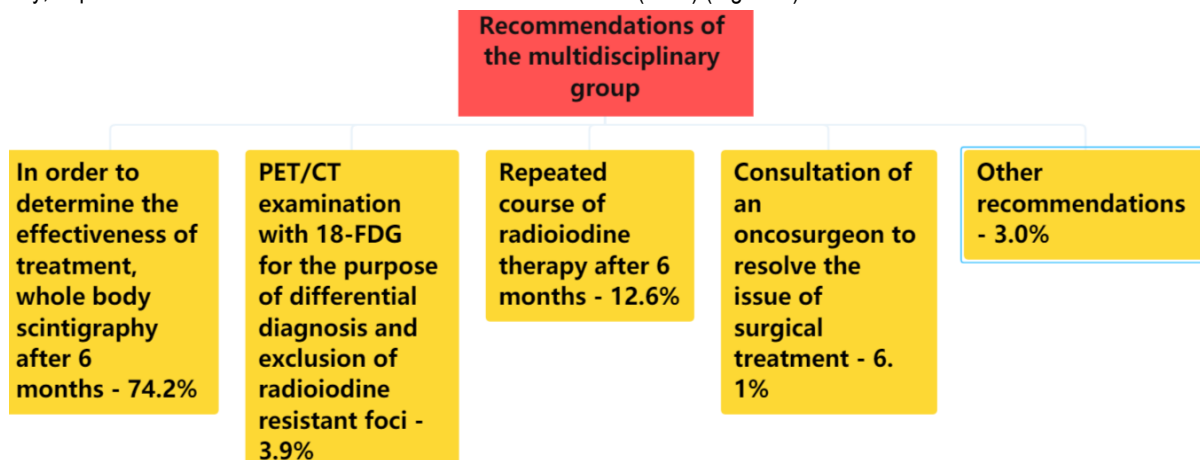 Recommendations of
the multidisciplinary
group
In order to
determine the
effectiveness of
treatment,
whole body
scintigraphy
after 6
months - 74.2%
PET/CT
examination
with 18-FDG
for the purpose
of differential
diagnosis and
exclusion of
radioiodine
resistant foci -
3.9%
Repeated
course of
radioiodine
therapy after 6
months - 12.6%
Consultation of
an
oncosurgeon to
resolve the
issue of
surgical
treatment - 6.
1%
Other
recommendations
- 3.0%